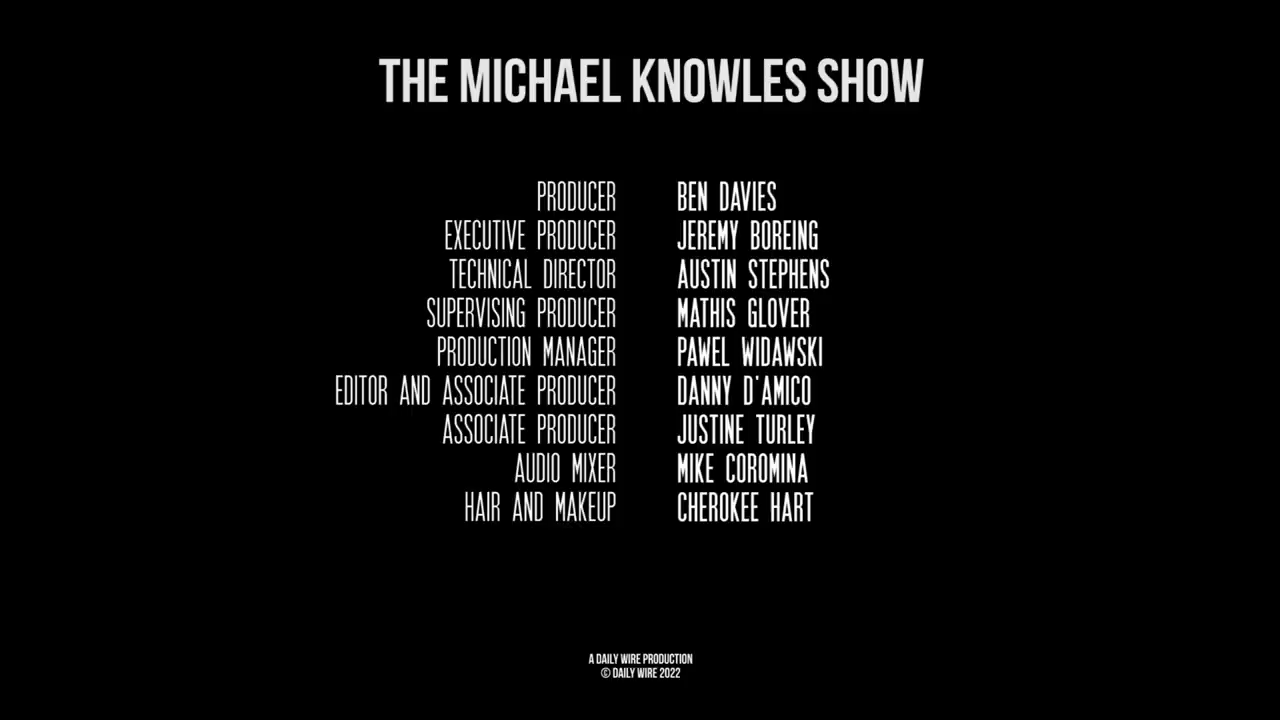 THE MICHAEL KNOWLES SHOW
PRODUCER BEN DAVIES
EXECUTIVE PRODUCER JEREMY BOREING
TECHNICAL DIRECTOR AUSTIN STEPHENS
SUPERVISING PRODUCER MATHIS GLOVER
PRODUCTION MANAGER PAWEL WIDAWSKI
EDITOR AND ASSOCIATE PRODUCER DANNY D'AMICO
ASSOCIATE PRODUCER JUSTINE TURLEY
AUDIO MIXER MIKE COROMINA
HAIR AND MAKEUP CHEROKEE HART
A DAILY WIRE PRODUCTION
© DAILY WIRE 2022